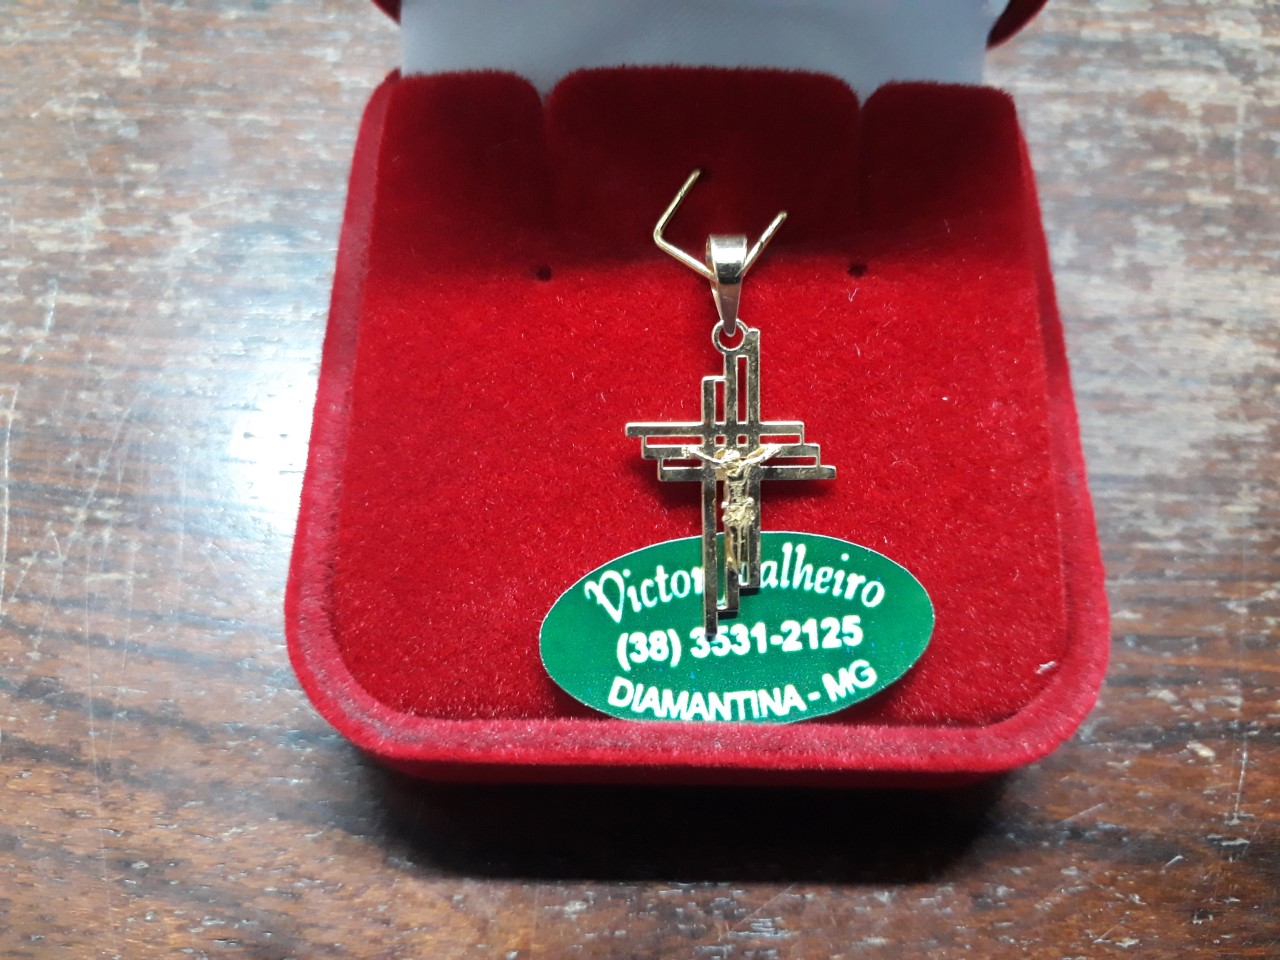 Victor
(38) 3531-2125
DIAMANTINA - MG